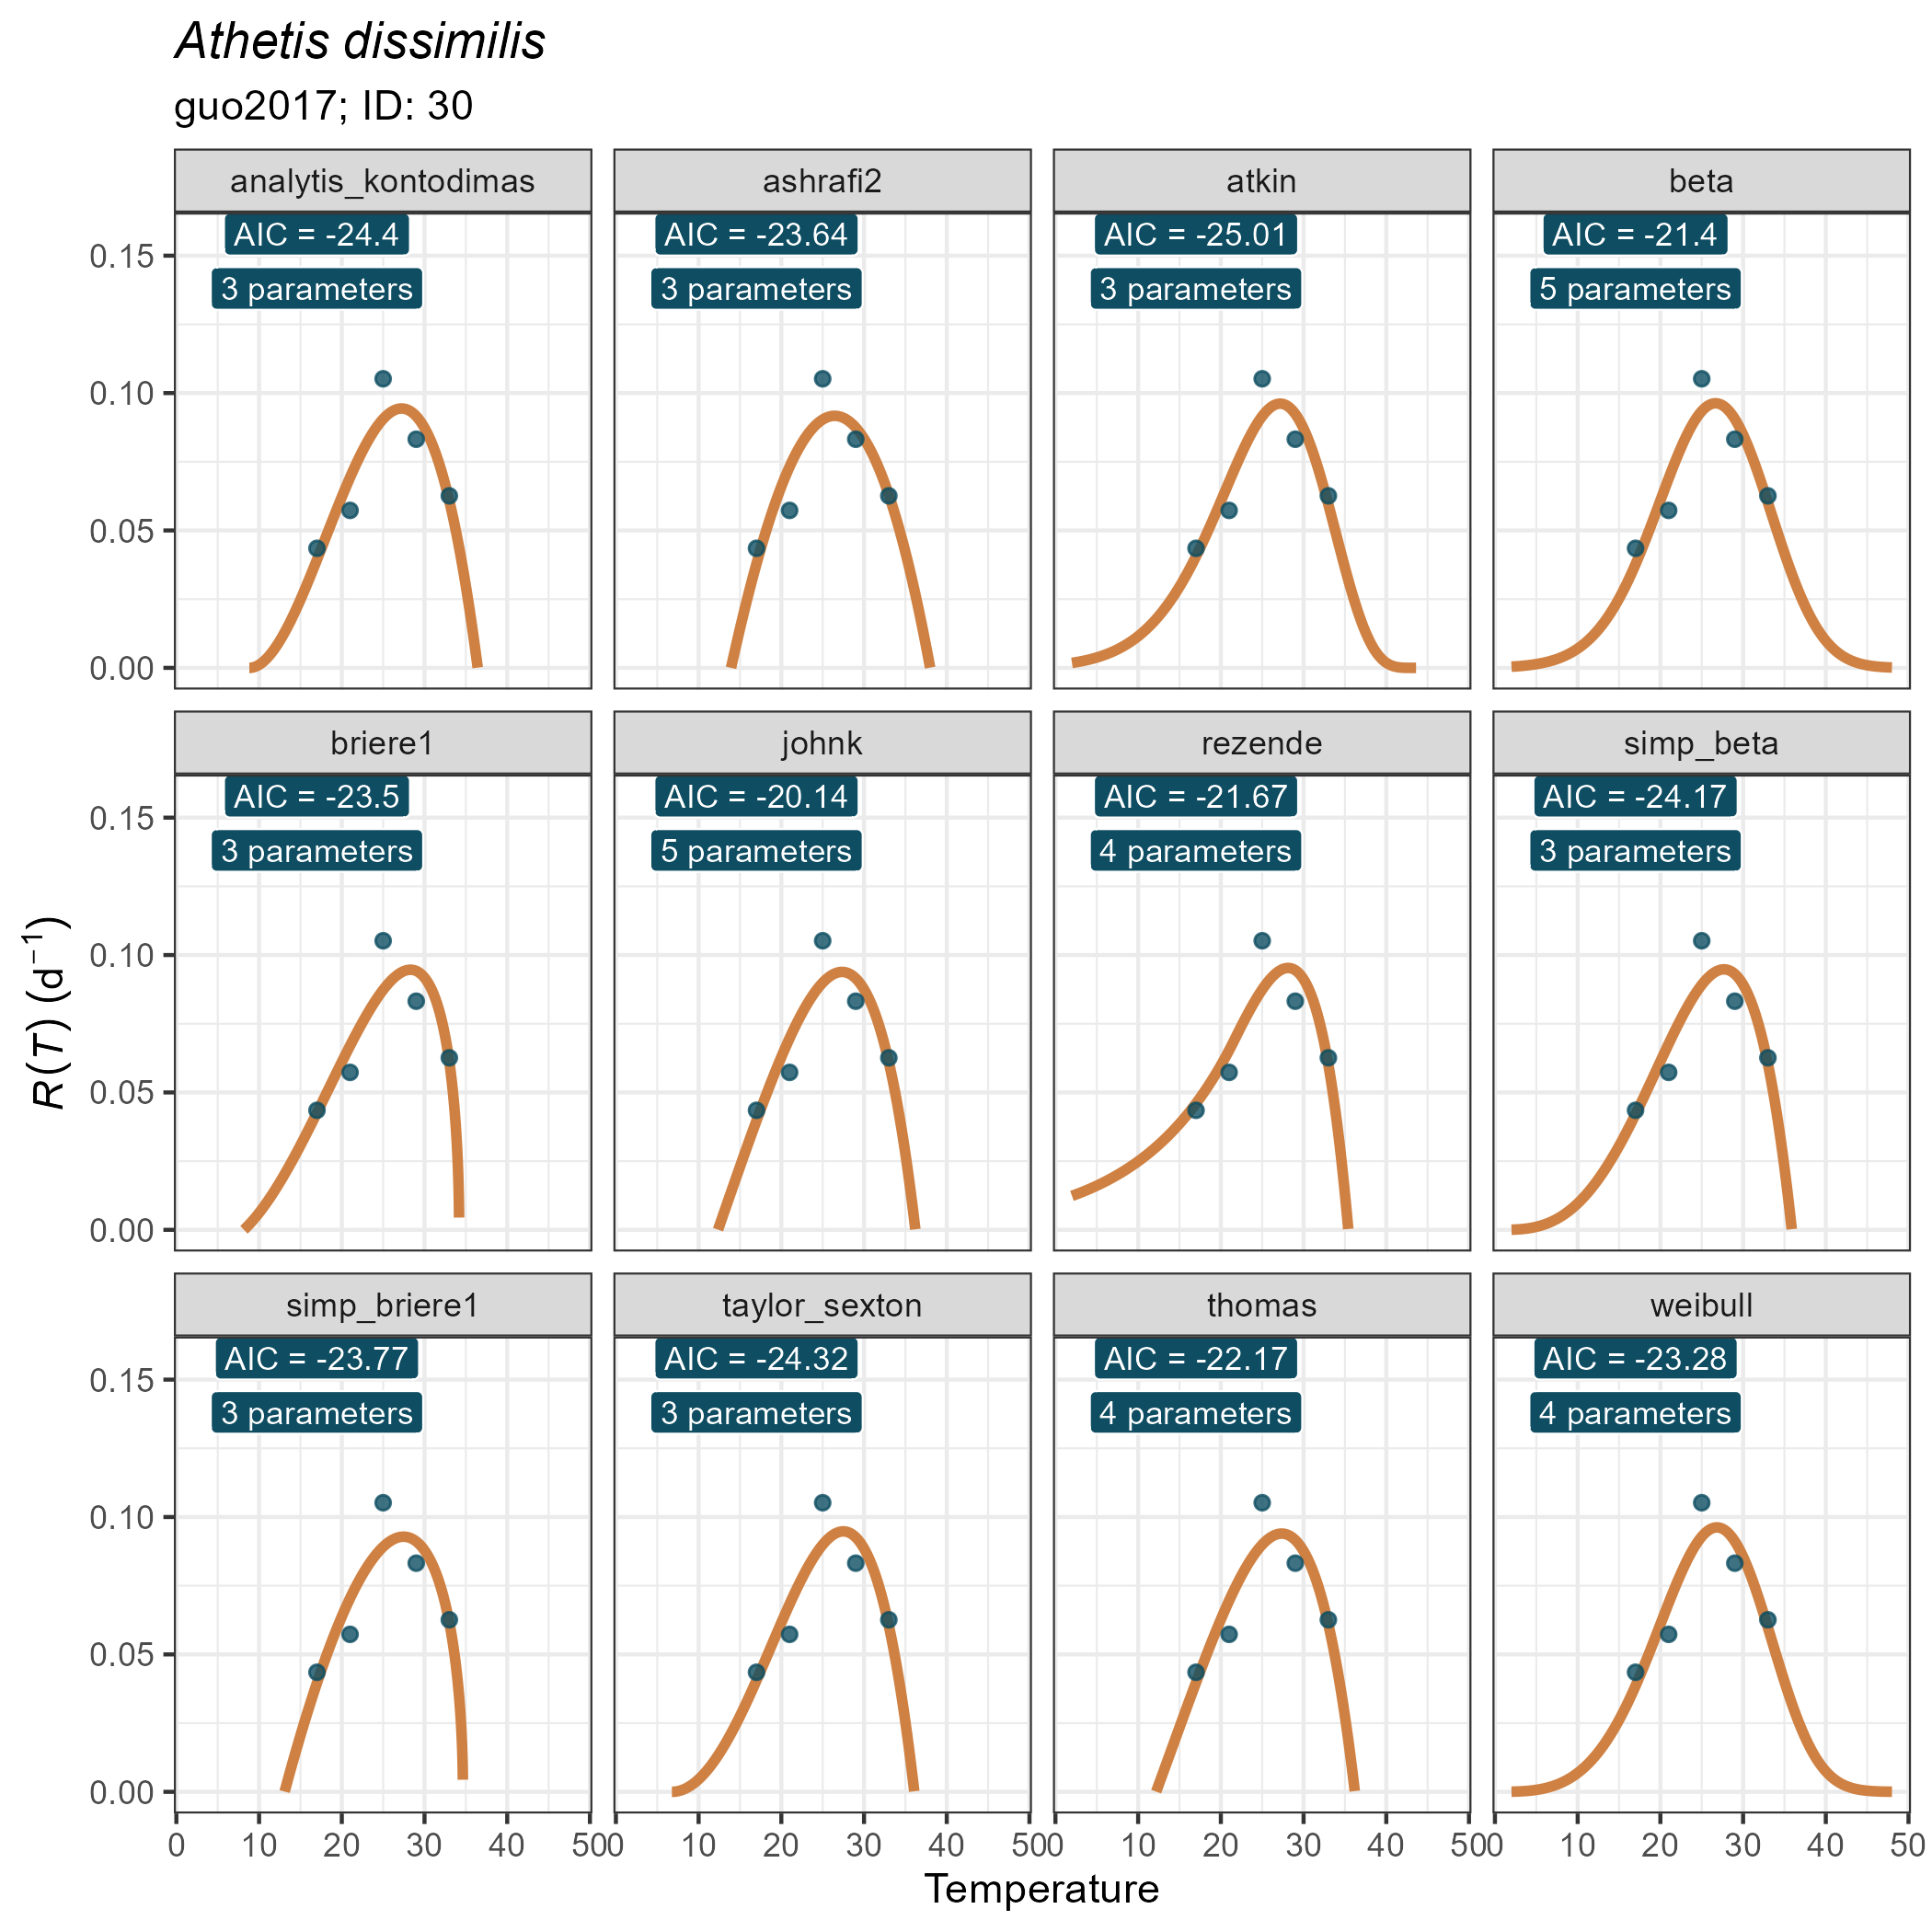 Athetis dissimilis
guo2017; ID: 30
analytis_kontodimas
ashrafi2
atkin
beta
AIC = -24.4
3 parameters
AIC = -23.64
3 parameters
AIC = -25.01
3 parameters
AIC = -21.4
5 parameters
0.15
0.10
0.05
0.00
briere1
johnk
rezende
simp_beta
AIC = -23.5
3 parameters
AIC = -20.14
5 parameters
AIC = -21.67
4 parameters
AIC = -24.17
3 parameters
0.15
0.10
0.05
0.00
R(T) (d⁻¹)
simp_briere1
taylor_sexton
thomas
weibull
AIC = -23.77
3 parameters
AIC = -24.32
3 parameters
AIC = -22.17
4 parameters
AIC = -23.28
4 parameters
0.15
0.10
0.05
0.00
0 10 20 30 40 50
0 10 20 30 40 50
0 10 20 30 40 50
0 10 20 30 40 50
Temperature